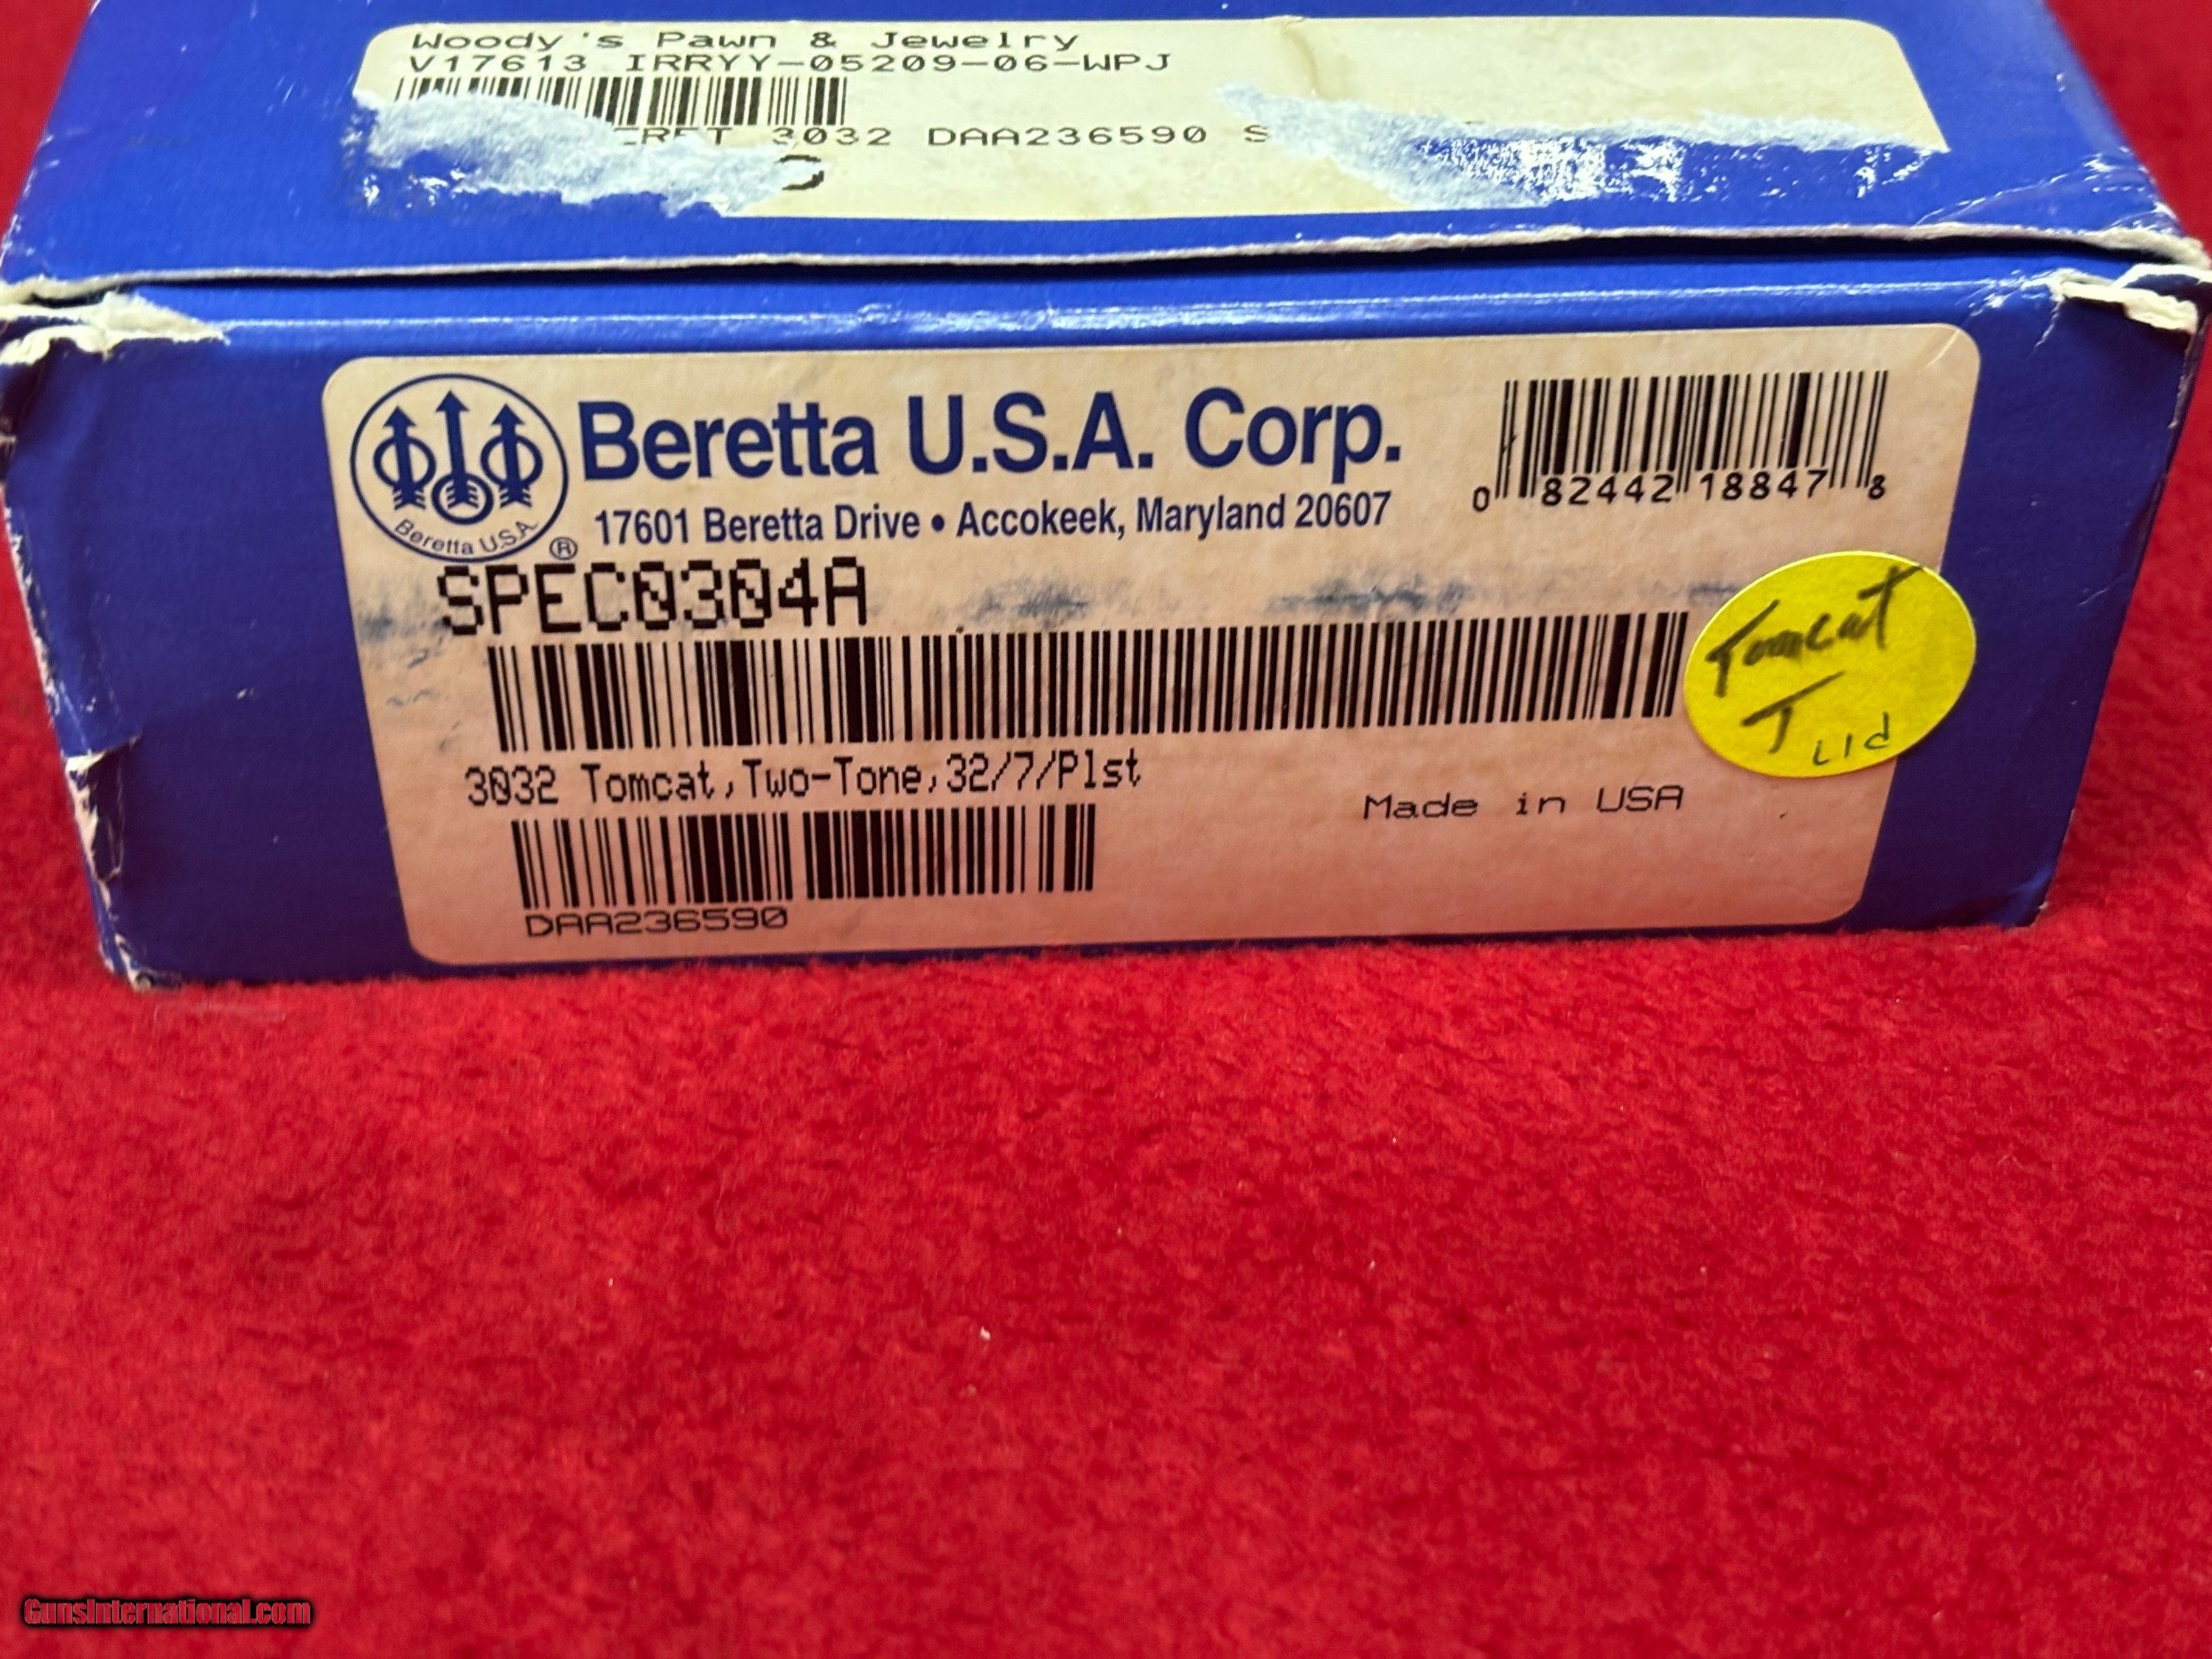 Woody's Pawn & Jewelry
V17613 IRRYY-05209-06-WPJ
3032 DAA236590 S
Beretta U.S.A. Corp.
17601 Beretta Drive • Accokeek, Maryland 20607
Beretta U.S.A. ®
0 82442 18847 8
SPEC0304A
Tomcat
T
3032 Tomcat,Two-Tone,32/7/Plst
Made in USA
DAA236590
GunsInternational.com